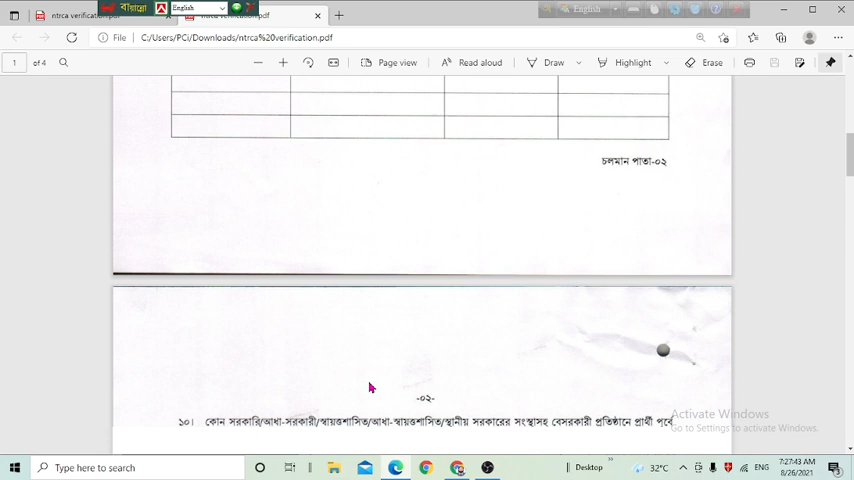 ntrca verification.pdf
ntrca verification.pdf
বাংলা
English
English
File C:/Users/PCi/Downloads/ntrca%20verification.pdf
1 of 4 Page view Read aloud Draw Highlight Erase
চলমান পাতা-০২
-০২-
১০। কোন সরকারি/আধা-সরকারী/স্বায়ত্তশাসিত/আধা-স্বায়ত্তশাসিত/স্থানীয় সরকারের সংস্থাসহ বেসরকারী প্রতিষ্ঠানে প্রার্থী পূর্বে
Activate Windows
Go to Settings to activate Windows.
Type here to search
Desktop
32°C
ENG
7:27:43 AM
8/26/2021
3